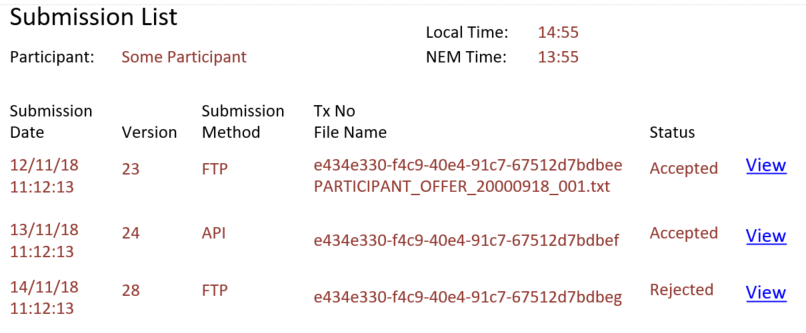 Submission List
Local Time: 14:55
Participant: Some Participant NEM Time: 13:55
Submission Submission Tx No
Date Version Method File Name Status
12/11/18 23 FTP e434e330-f4c9-40e4-91c7-67512d7bdbee Accepted View
11:12:13 PARTICIPANT_OFFER_20000918_001.txt
13/11/18 24 API e434e330-f4c9-40e4-91c7-67512d7bdbef Accepted View
11:12:13
14/11/18 28 FTP e434e330-f4c9-40e4-91c7-67512d7bdbeg Rejected View
11:12:13